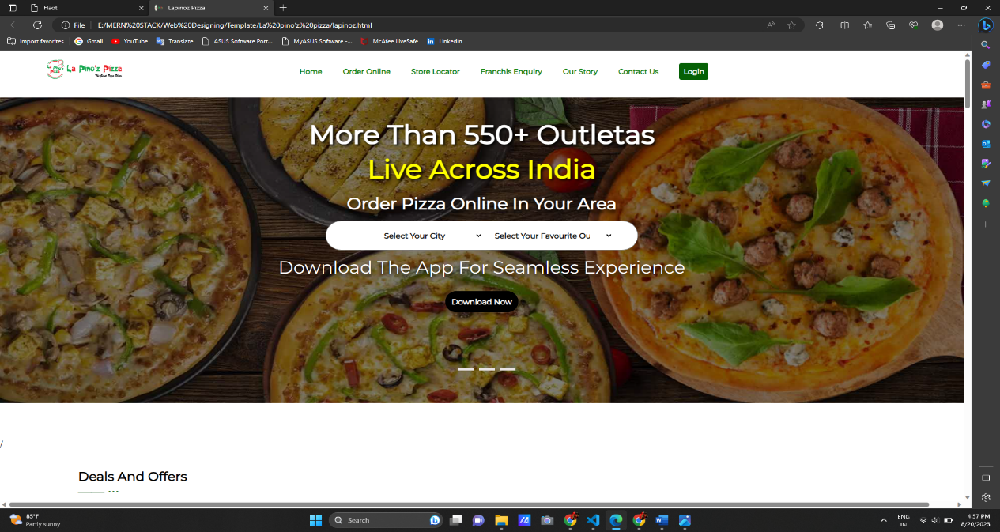 Flaot
Lapinoz Pizza
File
E:/MERN%20STACK/Web%20Designing/Template/La%20pino'z%20pizza/lapinoz.html
Import favorites
Gmail
YouTube
Translate
ASUS Software Port...
MyASUS Software -...
McAfee LiveSafe
Linkedin
La Pino'z Pizza
Home
Order Online
Store Locator
Franchis Enquiry
Our Story
Contact Us
Login
More Than 550+ Outletas
Live Across India
Order Pizza Online In Your Area
Select Your City
Select Your Favourite Ou
Download The App For Seamless Experience
Download Now
/
Deals And Offers
85°F
Partly sunny
Search
ENG
IN
4:57 PM
8/20/2023